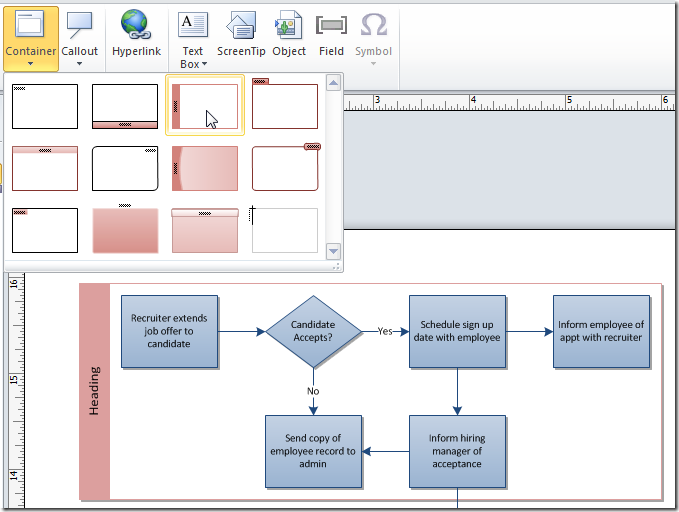 Container Callout Hyperlink Text Box ScreenTip Object Field Symbol
3 4 5 6
16
Recruiter extends
job offer to
candidate
Candidate
Accepts?
Yes
Schedule sign up
date with employee
Inform employee of
appt with recruiter
15
Heading
No
Send copy of
employee record to
admin
Inform hiring
manager of
acceptance
14